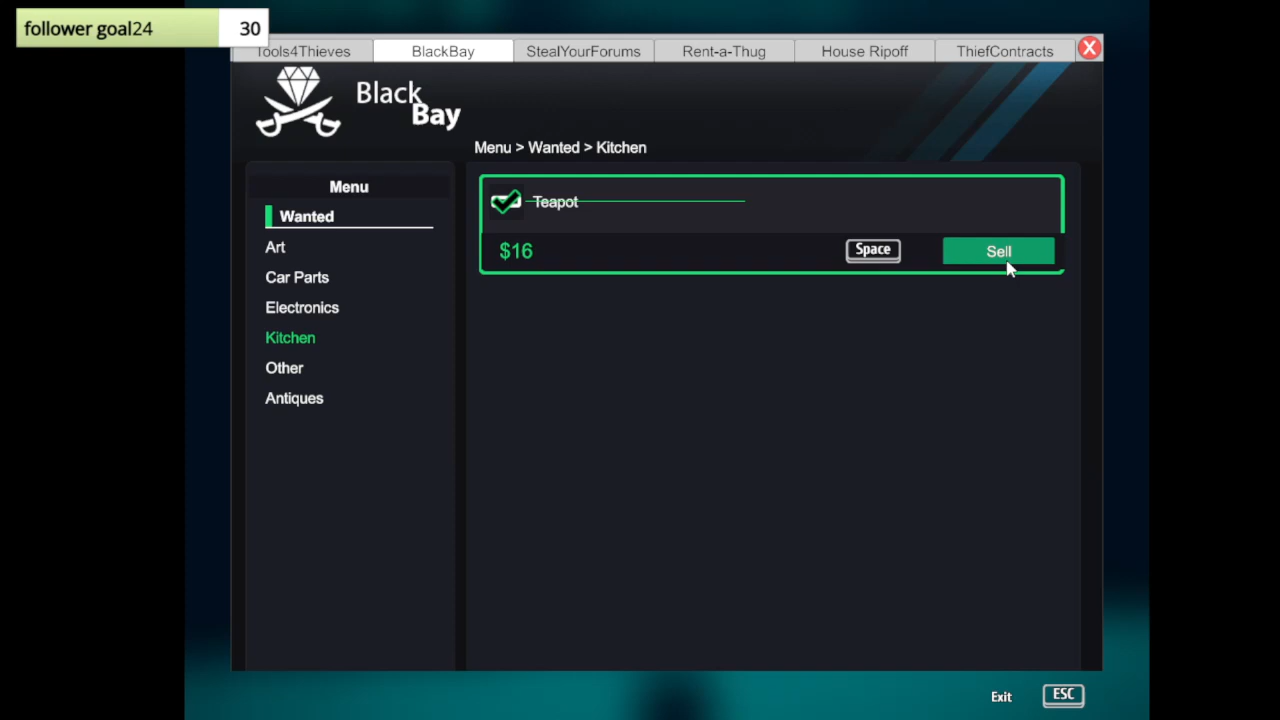 follower goal24 30
Tools4Thieves BlackBay StealYourForums Rent-a-Thug House Ripoff ThiefContracts X
Black
Bay
Menu > Wanted > Kitchen
Menu
Wanted
Art
Car Parts
Electronics
Kitchen
Other
Antiques
Teapot
$16 Space Sell
Exit ESC